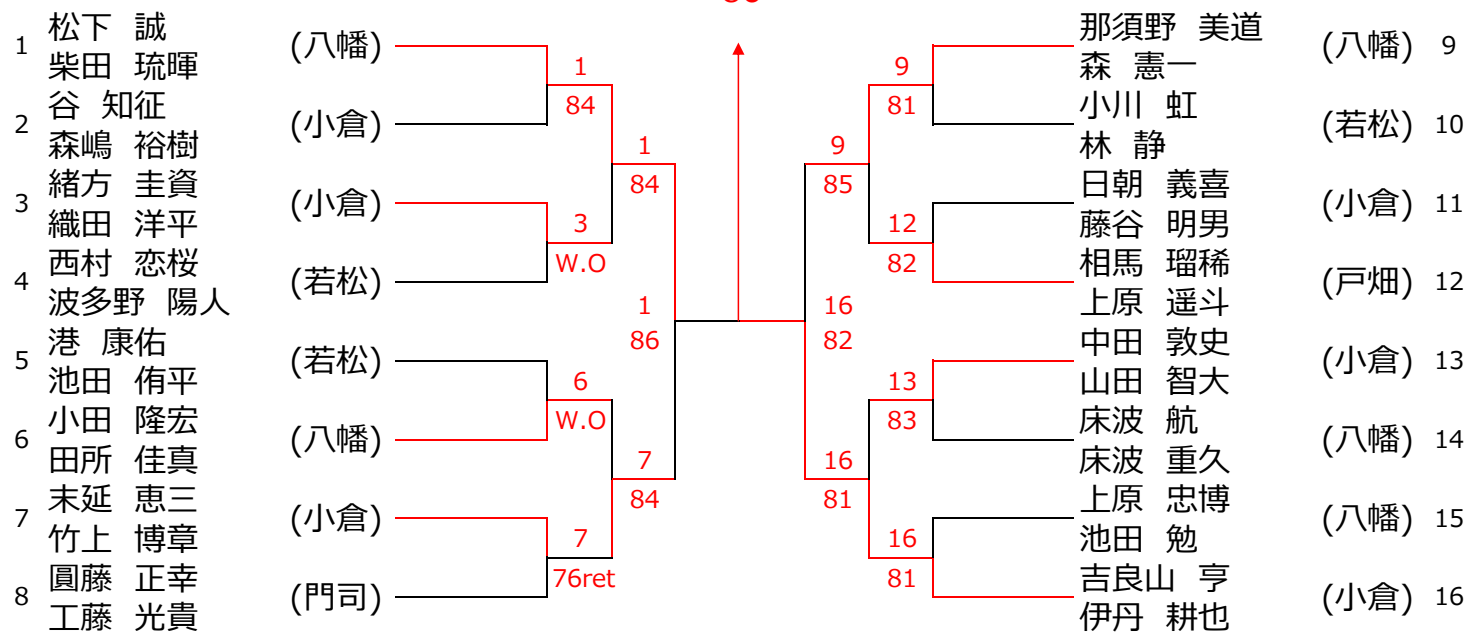 松下 誠
1 (八幡)
柴田 琉暉
谷 知征
2 (小倉)
森嶋 裕樹
緒方 圭資
3 (小倉)
織田 洋平
西村 恋桜
4 (若松)
波多野 陽人
港 康佑
5 (若松)
池田 侑平
小田 隆宏
6 (八幡)
田所 佳真
末延 恵三
7 (小倉)
竹上 博章
圓藤 正幸
8 (門司)
工藤 光貴
1
84
3
W.O
6
W.O
7
76ret
1
84
7
84
1
86
16
82
9
85
16
81
9
81
12
82
13
83
16
81
那須野 美道
(八幡) 9
森 憲一
小川 虹
(若松) 10
林 静
日朝 義喜
(小倉) 11
藤谷 明男
相馬 瑠稀
(戸畑) 12
上原 遥斗
中田 敦史
(小倉) 13
山田 智大
床波 航
(八幡) 14
床波 重久
上原 忠博
(八幡) 15
池田 勉
吉良山 亨
(小倉) 16
伊丹 耕也